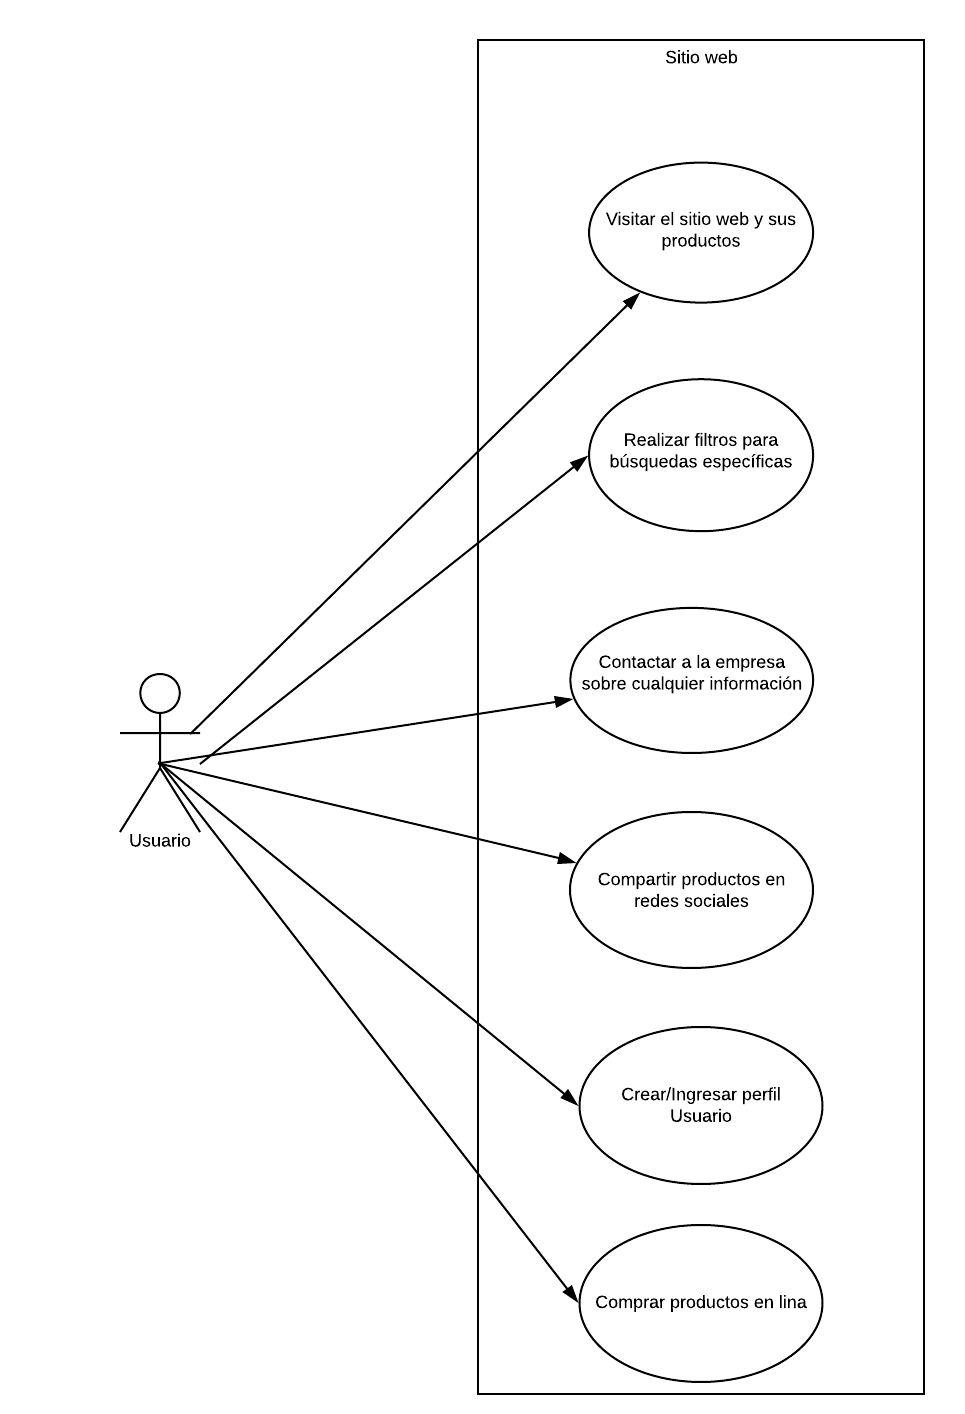 Sitio web
Visitar el sitio web y sus
productos
Realizar filtros para
búsquedas específicas
Contactar a la empresa
sobre cualquier información
Usuario
Compartir productos en
redes sociales
Crear/Ingresar perfil
Usuario
Comprar productos en lina